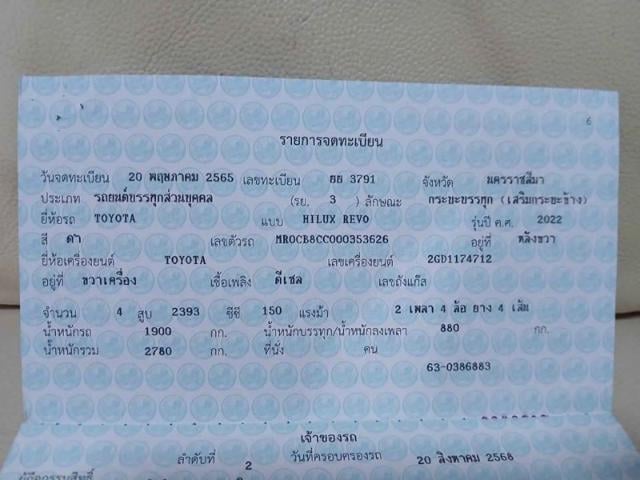 6
รายการจดทะเบียน
วันจดทะเบียน 20 พฤษภาคม 2565 เลขทะเบียน ยย 3791 จังหวัด นครราชสีมา
ประเภท รถยนต์บรรทุกส่วนบุคคล (รย. 3 ) ลักษณะ กระบะบรรทุก (เสริมกระบะข้าง)
ยี่ห้อรถ TOYOTA แบบ HILUX REVO รุ่นปี ค.ศ. 2022
สี ดำ เลขตัวรถ MR0CB8CC000353626 อยู่ที่ หลังขวา
ยี่ห้อเครื่องยนต์ TOYOTA เลขเครื่องยนต์ 2GD1174712
อยู่ที่ ขวาเครื่อง เชื้อเพลิง ดีเซล เลขถังแก๊ส
จำนวน 4 สูบ 2393 ซีซี 150 แรงม้า 2 เพลา 4 ล้อ ยาง 4 เส้น
น้ำหนักรถ 1900 กก. น้ำหนักบรรทุก/น้ำหนักลงเพลา 880 กก.
น้ำหนักรวม 2780 กก. ที่นั่ง คน
63-0386883
เจ้าของรถ
ลำดับที่ 2 วันที่ครอบครองรถ 20 สิงหาคม 2568